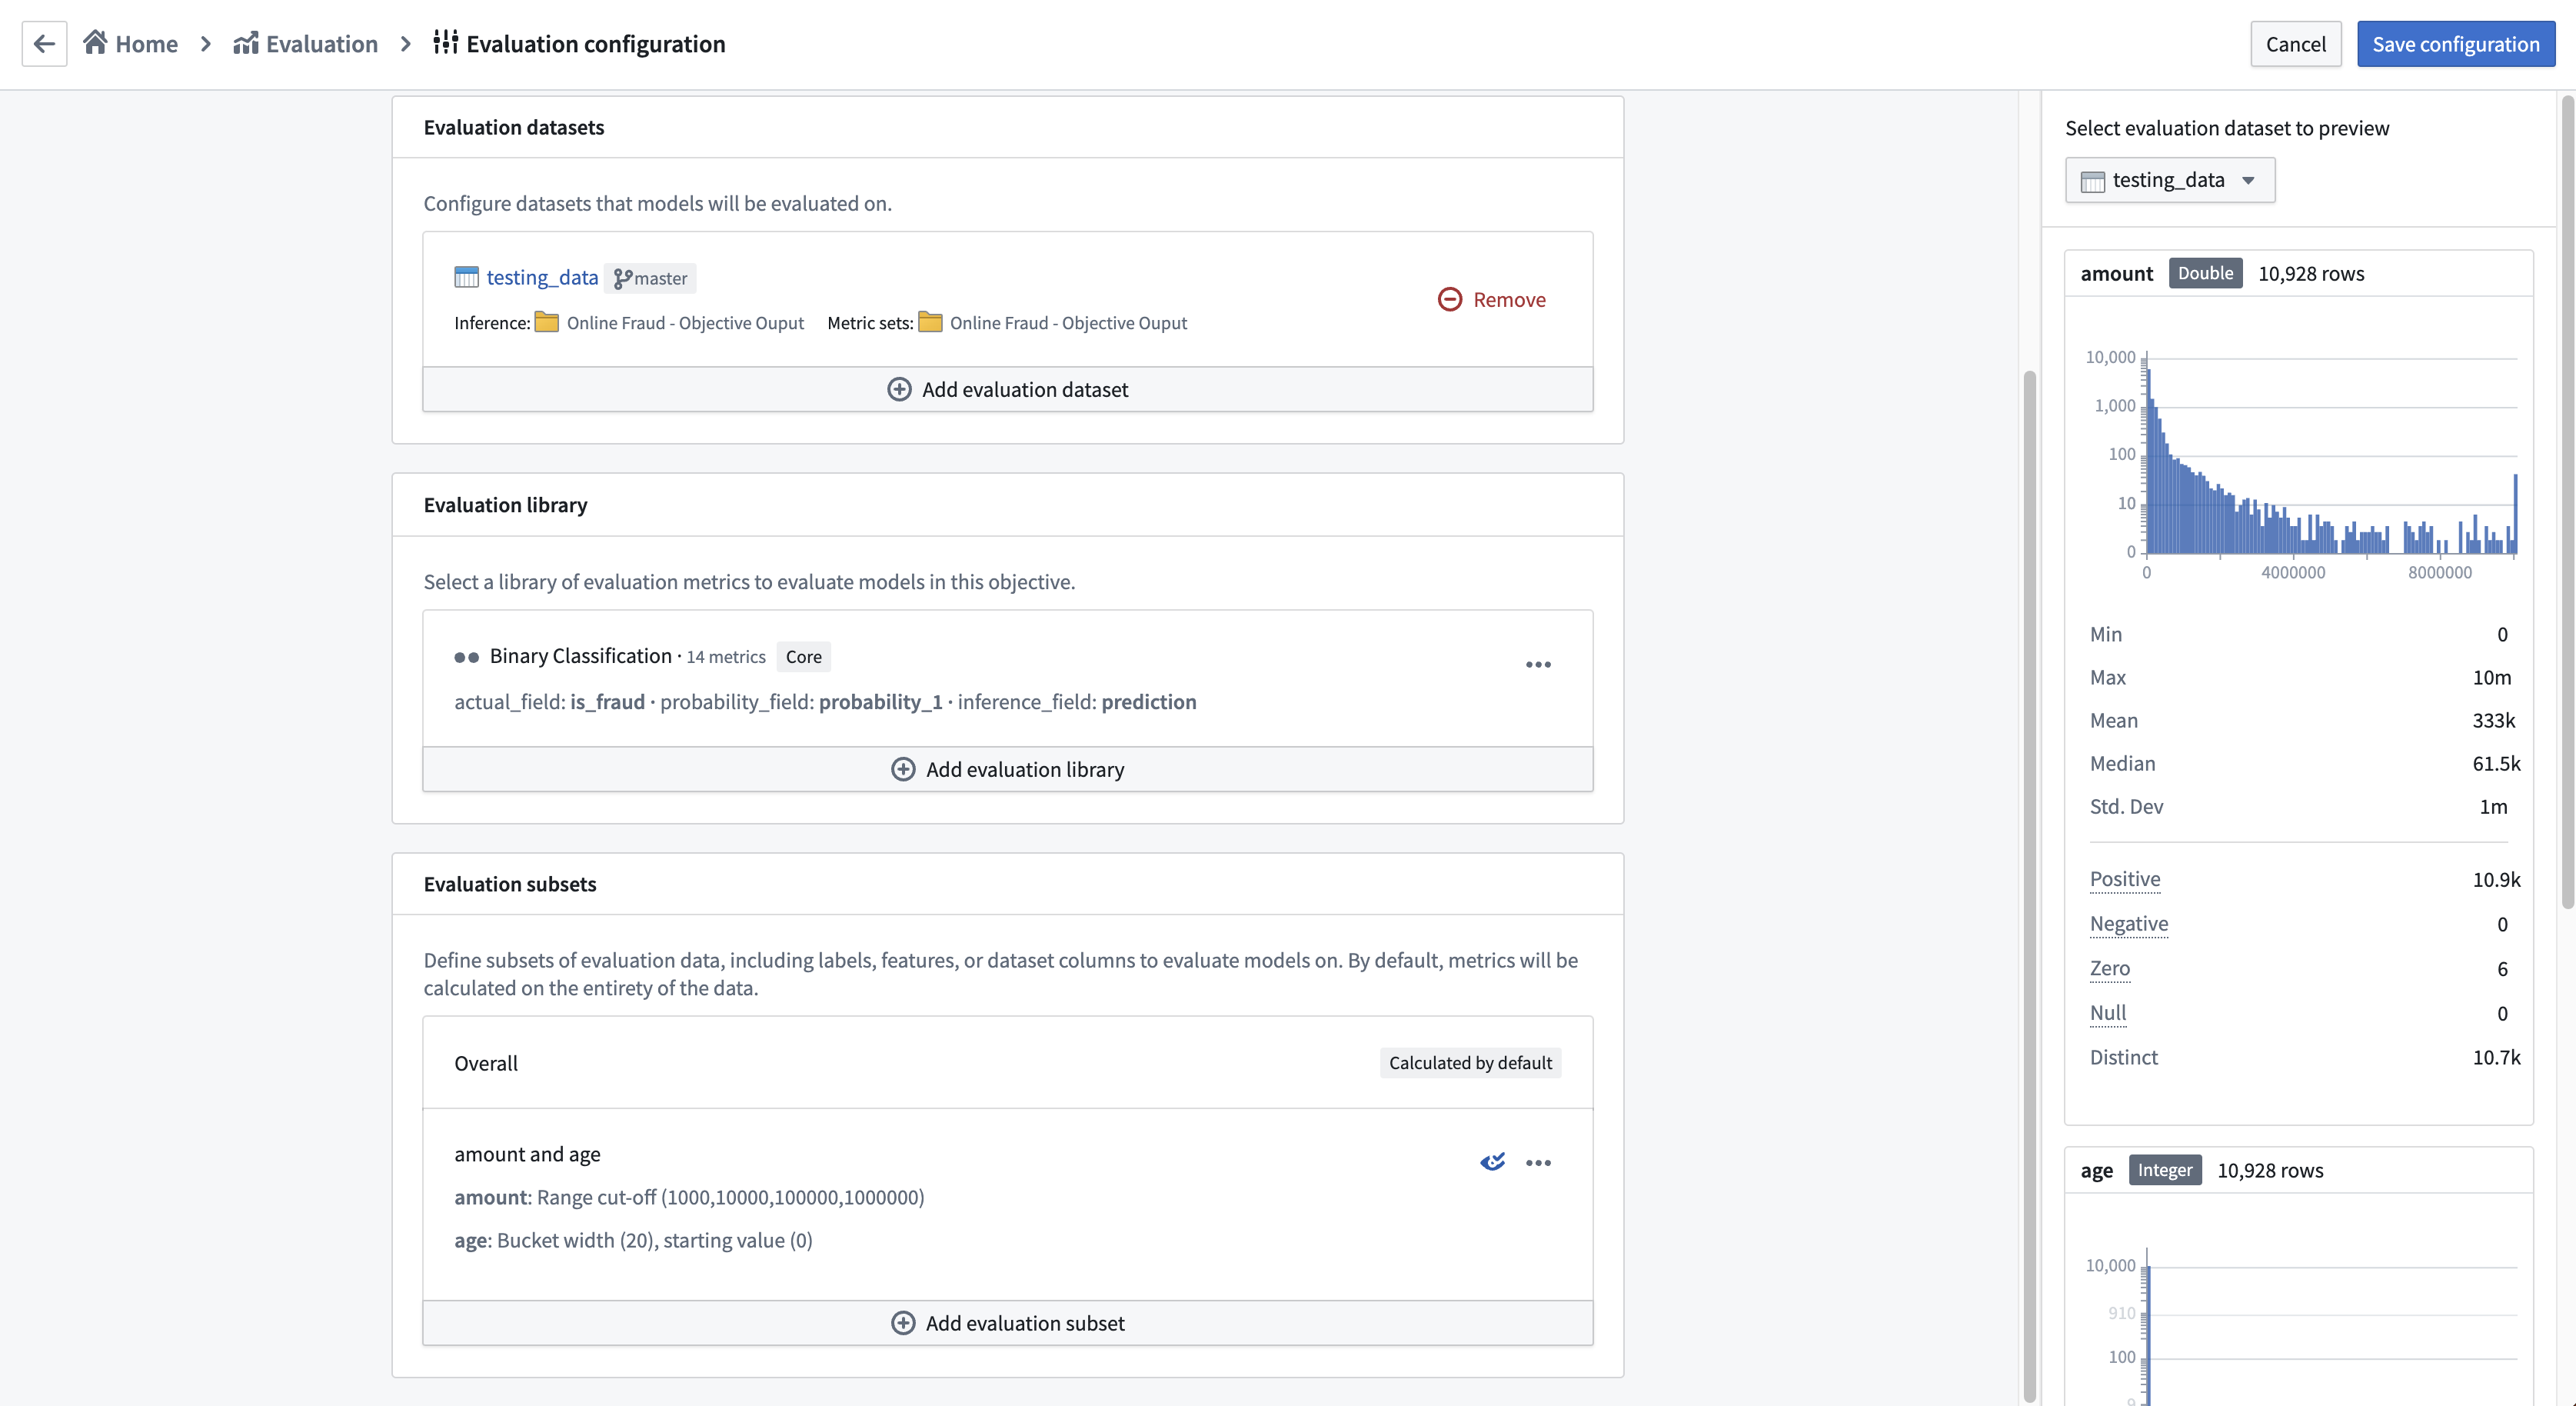 Home > Evaluation > Evaluation configuration
Cancel
Save configuration
Evaluation datasets
Configure datasets that models will be evaluated on.
testing_data master
Inference: Online Fraud - Objective Ouput Metric sets: Online Fraud - Objective Ouput
Remove
Add evaluation dataset
Evaluation library
Select a library of evaluation metrics to evaluate models in this objective.
Binary Classification · 14 metrics Core
actual_field: is_fraud · probability_field: probability_1 · inference_field: prediction
Add evaluation library
Evaluation subsets
Define subsets of evaluation data, including labels, features, or dataset columns to evaluate models on. By default, metrics will be
calculated on the entirety of the data.
Overall
Calculated by default
amount and age
amount: Range cut-off (1000,10000,100000,1000000)
age: Bucket width (20), starting value (0)
Add evaluation subset
Select evaluation dataset to preview
testing_data
amount Double 10,928 rows
10,000
1,000
100
10
0
0 4000000 8000000
Min 0
Max 10m
Mean 333k
Median 61.5k
Std. Dev 1m
Positive 10.9k
Negative 0
Zero 6
Null 0
Distinct 10.7k
age Integer 10,928 rows
10,000
910
100